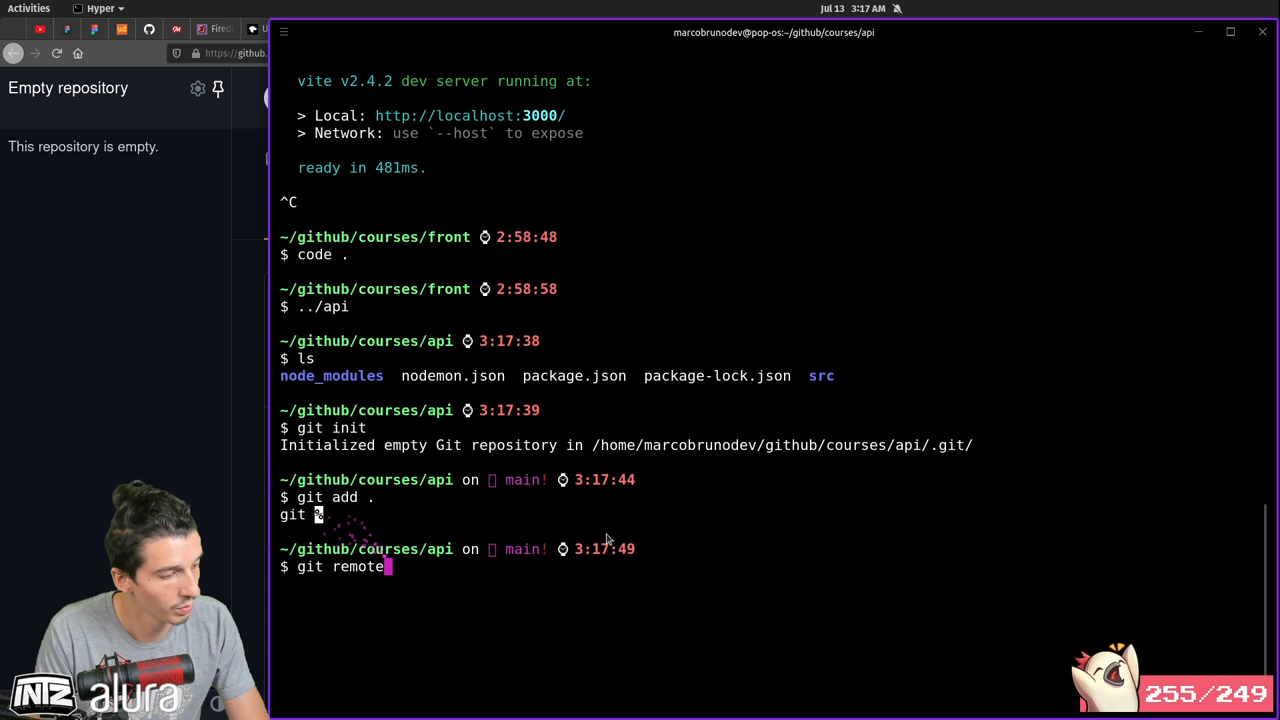 Activities
Hyper
Jul 13 3:17 AM
Fired
https://github.
marcobrunodev@pop-os:~/github/courses/api
Empty repository
This repository is empty.
vite v2.4.2 dev server running at:
> Local: http://localhost:3000/
> Network: use `--host` to expose
ready in 481ms.
^C
~/github/courses/front 2:58:48
$ code .
~/github/courses/front 2:58:58
$ ../api
~/github/courses/api 3:17:38
$ ls
node_modules nodemon.json package.json package-lock.json src
~/github/courses/api 3:17:39
$ git init
Initialized empty Git repository in /home/marcobrunodev/github/courses/api/.git/
~/github/courses/api on main! 3:17:44
$ git add .
git %
~/github/courses/api on main! 3:17:49
$ git remote
NTZ alura
255/249